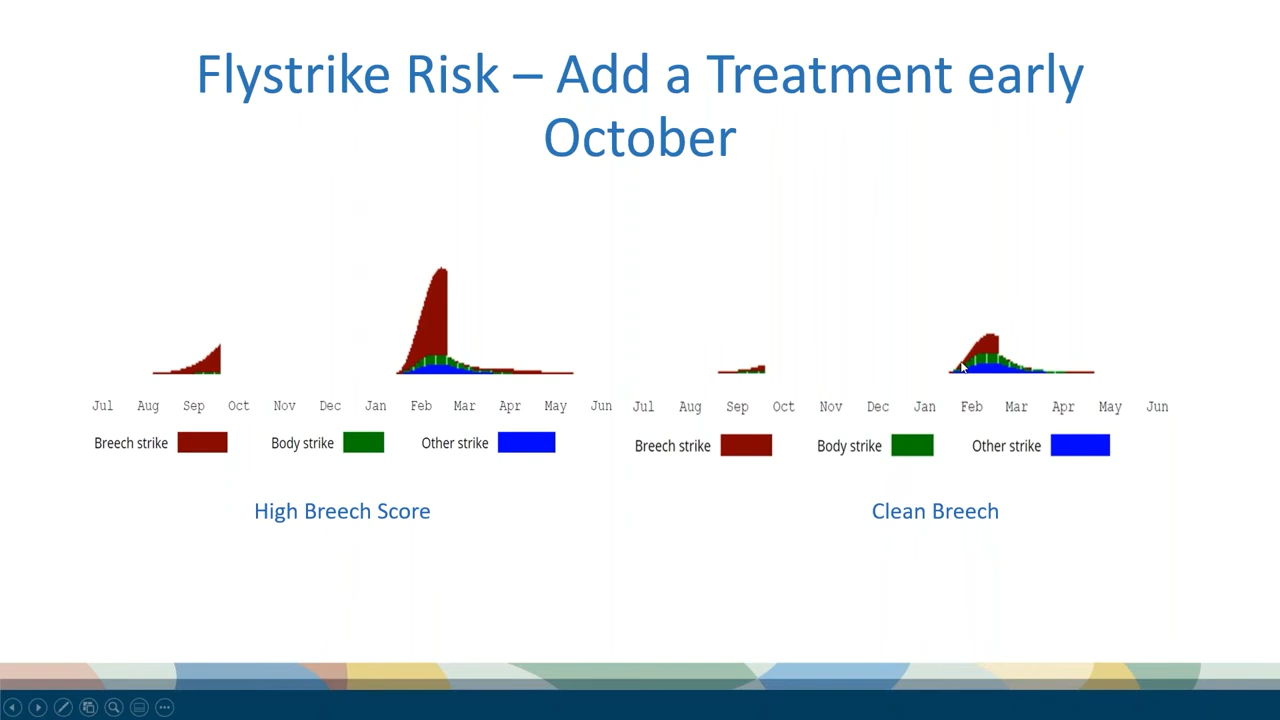 Flystrike Risk – Add a Treatment early
October
Jul Aug Sep Oct Nov Dec Jan Feb Mar Apr May Jun
Breech strike Body strike Other strike
High Breech Score
Jul Aug Sep Oct Nov Dec Jan Feb Mar Apr May Jun
Breech strike Body strike Other strike
Clean Breech